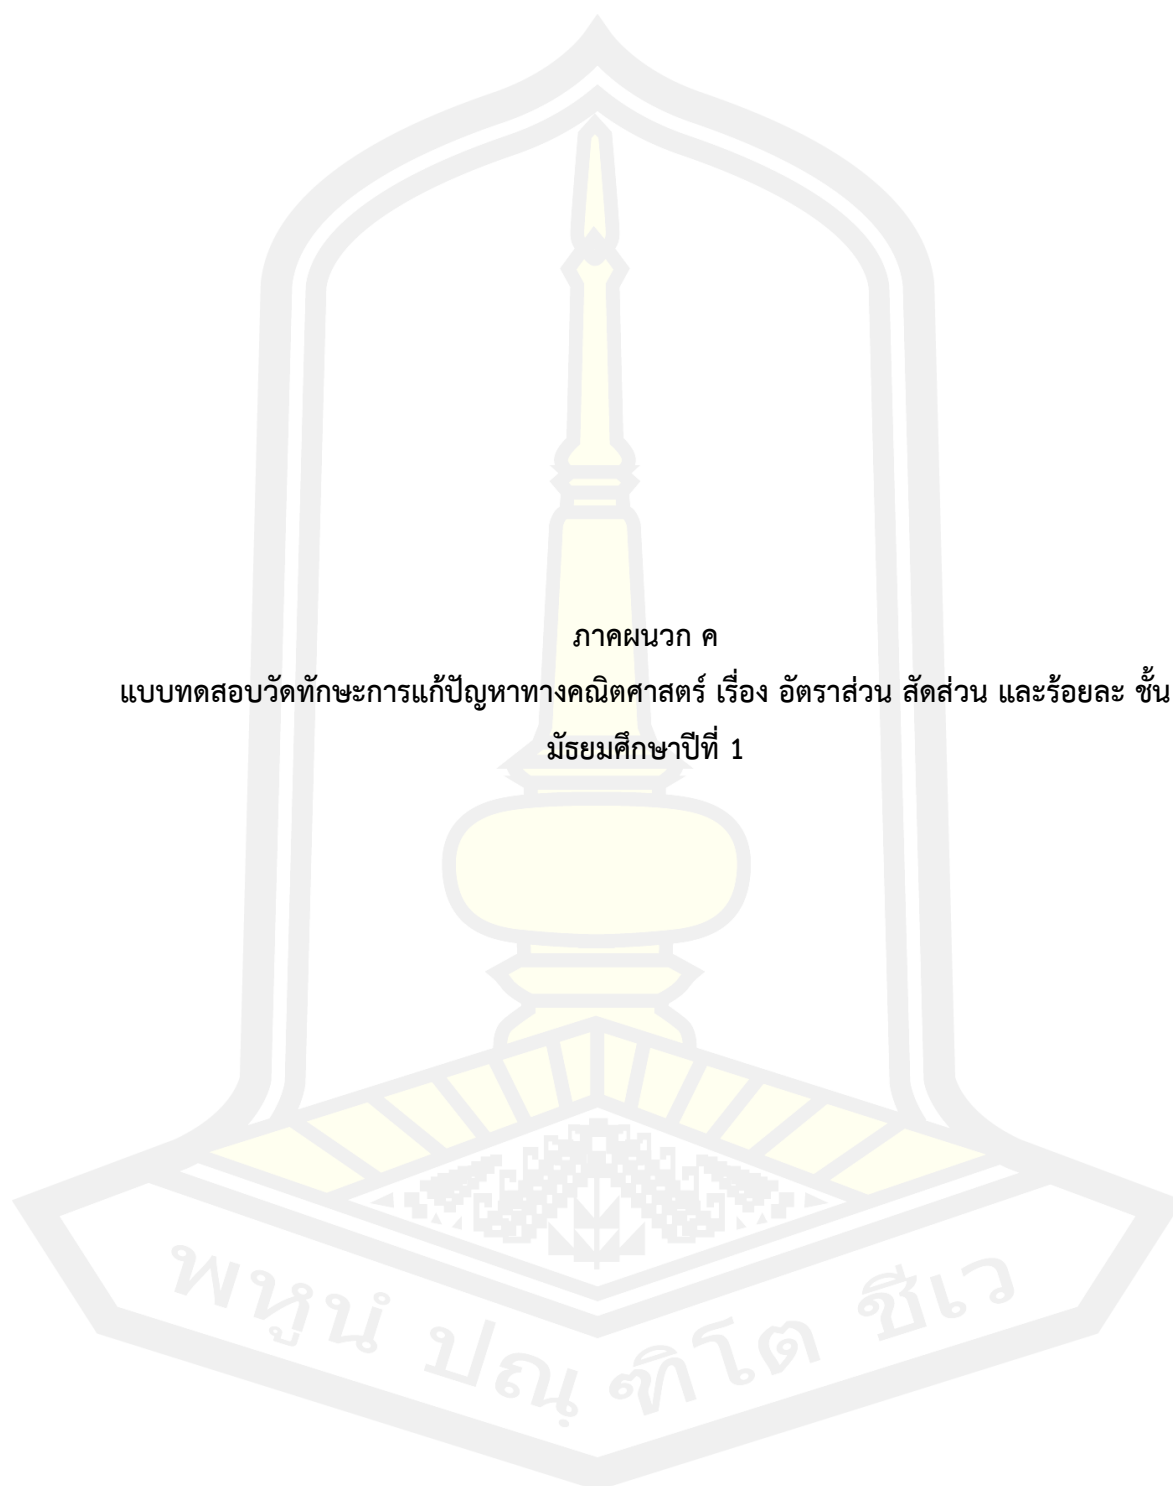 ภาคผนวก ค
แบบทดสอบวัดทักษะการแก้ปัญหาทางคณิตศาสตร์ เรื่อง อัตราส่วน สัดส่วน และร้อยละ ชั้น
มัธยมศึกษาปีที่ 1
พหูนํ ปณฺ ฑิโต ชีเว